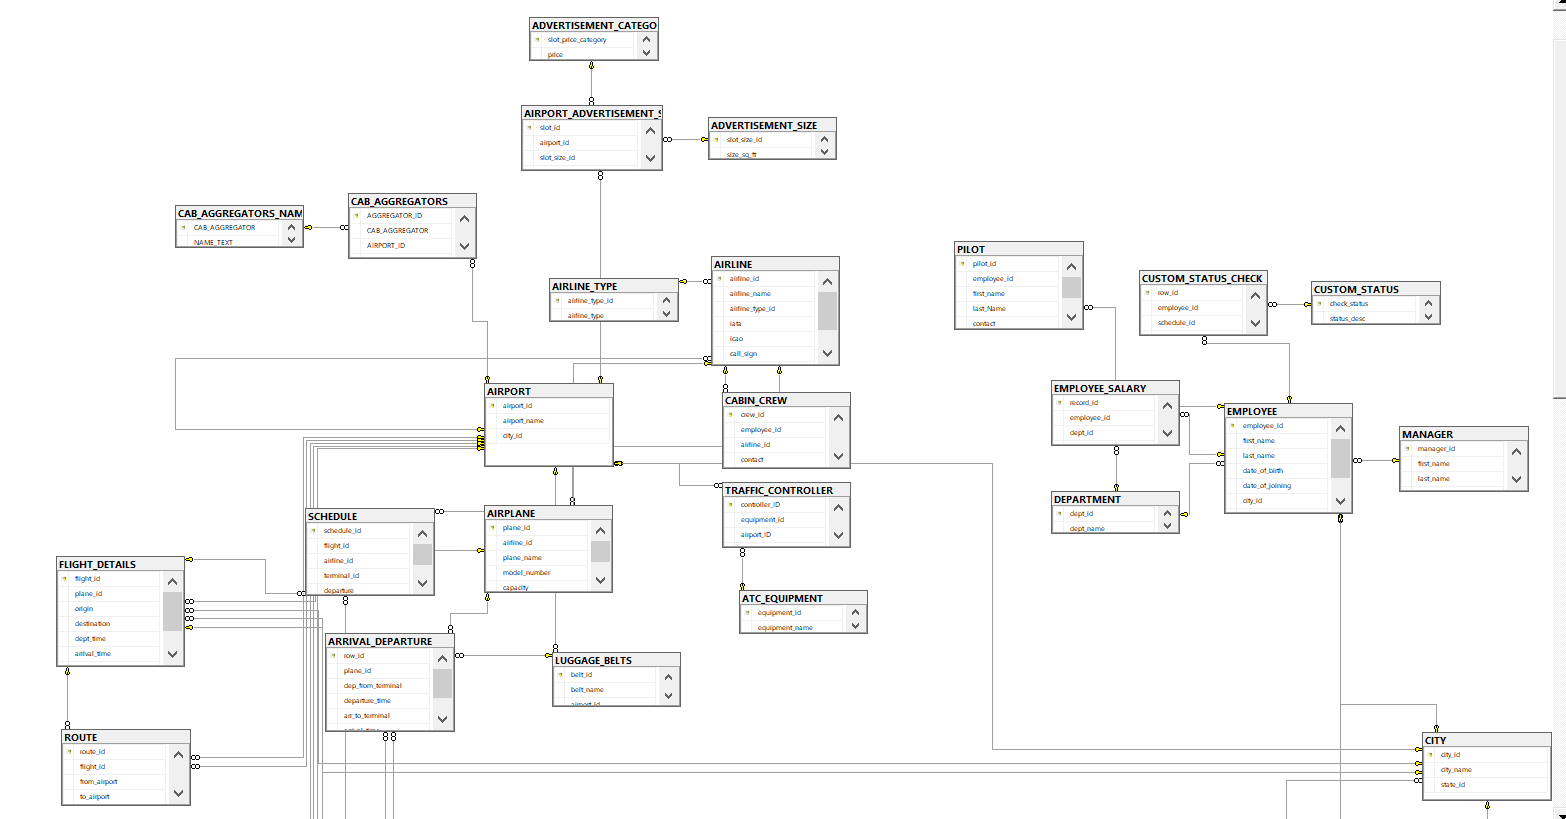 ADVERTISEMENT_CATEGO
slot_price_category
price
AIRPORT_ADVERTISEMENT_S
slot_id
airport_id
slot_size_id
ADVERTISEMENT_SIZE
slot_size_id
size_sq_ft
CAB_AGGREGATORS_NAM
CAB_AGGREGATOR
NAME_TEXT
CAB_AGGREGATORS
AGGREGATOR_ID
CAB_AGGREGATOR
AIRPORT_ID
AIRLINE_TYPE
airline_type_id
airline_type
AIRLINE
airline_id
airline_name
airline_type_id
iata
icao
call_sign
PILOT
pilot_id
employee_id
first_name
last_Name
contact
CUSTOM_STATUS_CHECK
row_id
employee_id
schedule_id
CUSTOM_STATUS
check_status
status_desc
AIRPORT
airport_id
airport_name
city_id
CABIN_CREW
crew_id
employee_id
airline_id
contact
EMPLOYEE_SALARY
record_id
employee_id
dept_id
EMPLOYEE
employee_id
first_name
last_name
date_of_birth
date_of_joining
city_id
MANAGER
manager_id
first_name
last_name
TRAFFIC_CONTROLLER
controller_ID
equipment_id
airport_ID
DEPARTMENT
dept_id
dept_name
SCHEDULE
schedule_id
flight_id
airline_id
terminal_id
departure
AIRPLANE
plane_id
airline_id
plane_name
model_number
capacity
FLIGHT_DETAILS
flight_id
plane_id
origin
destination
dept_time
arrival_time
ATC_EQUIPMENT
equipment_id
equipment_name
ARRIVAL_DEPARTURE
row_id
plane_id
dep_from_terminal
departure_time
arr_to_terminal
arrival_time
LUGGAGE_BELTS
belt_id
belt_name
airport_id
ROUTE
route_id
flight_id
from_airport
to_airport
CITY
city_id
city_name
state_id